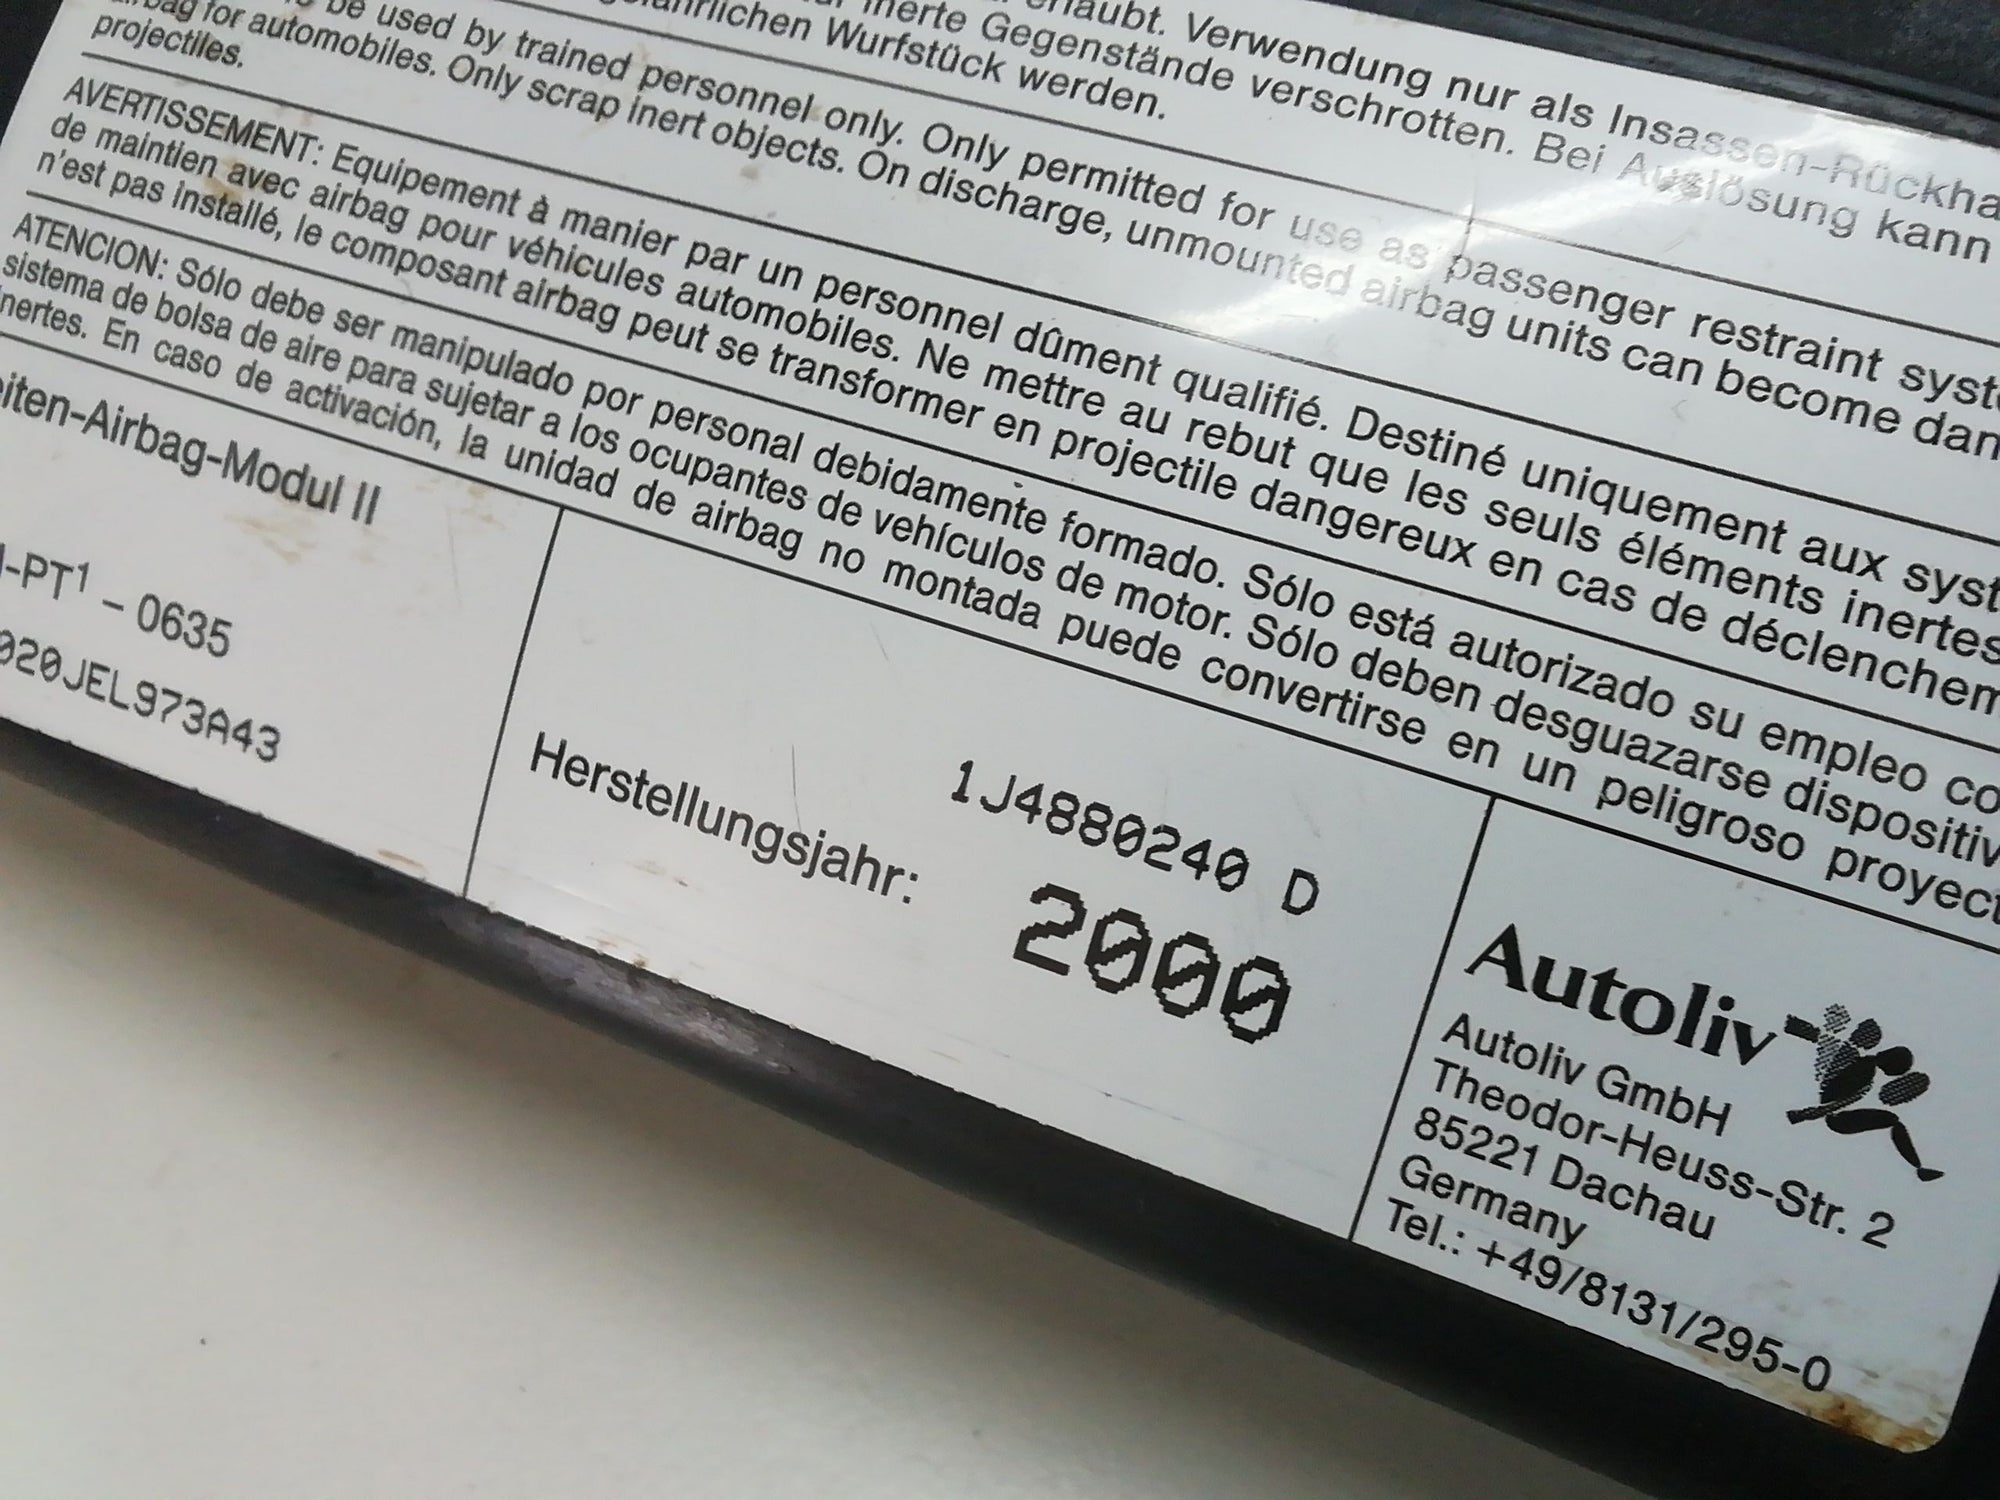 erlaubt. Verwendung nur als Insassen-Rückha
inerte Gegenstände verschrotten. Bei Auslösung kann
gefährlichen Wurfstück werden.
be used by trained personnel only. Only permitted for use as passenger restraint syst
airbag for automobiles. Only scrap inert objects. On discharge, unmounted airbag units can become dan
projectiles.
AVERTISSEMENT: Equipement à manier par un personnel dûment qualifié. Destiné uniquement aux syst
de maintien avec airbag pour véhicules automobiles. Ne mettre au rebut que les seuls éléments inertes
n'est pas installé, le composant airbag peut se transformer en projectile dangereux en cas de déclenchem
ATENCION: Sólo debe ser manipulado por personal debidamente formado. Sólo está autorizado su empleo co
sistema de bolsa de aire para sujetar a los ocupantes de vehículos de motor. Sólo deben desguazarse dispositiv
inertes. En caso de activación, la unidad de airbag no montada puede convertirse en un peligroso proyect
eiten-Airbag-Modul II
-PT¹ - 0635
020JEL973A43
1J4880240 D
Herstellungsjahr: 2000
Autoliv
Autoliv GmbH
Theodor-Heuss-Str. 2
85221 Dachau
Germany
Tel.: +49/8131/295-0